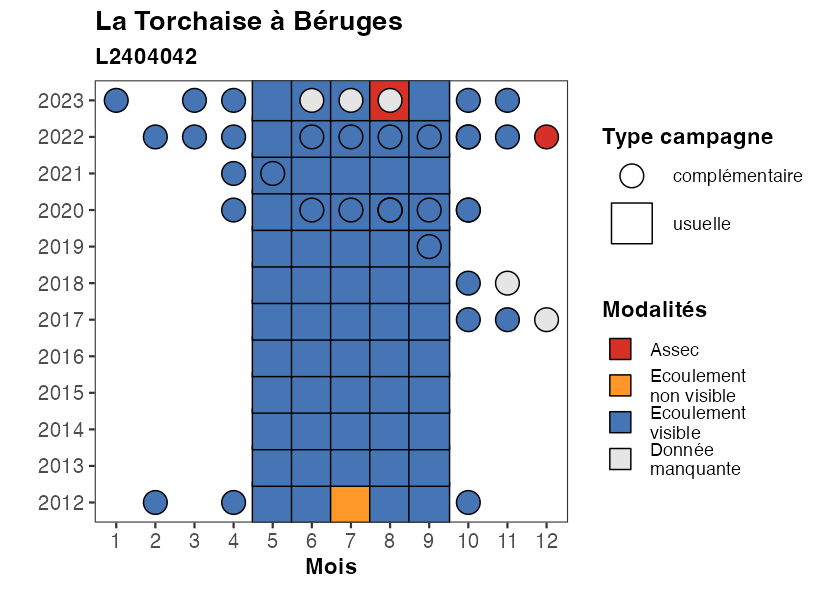 La Torchaise à Béruges
L2404042
2023
2022
2021
2020
2019
2018
2017
2016
2015
2014
2013
2012
1 2 3 4 5 6 7 8 9 10 11 12
Mois
Type campagne
complémentaire
usuelle
Modalités
Assec
Ecoulement
non visible
Ecoulement
visible
Donnée
manquante